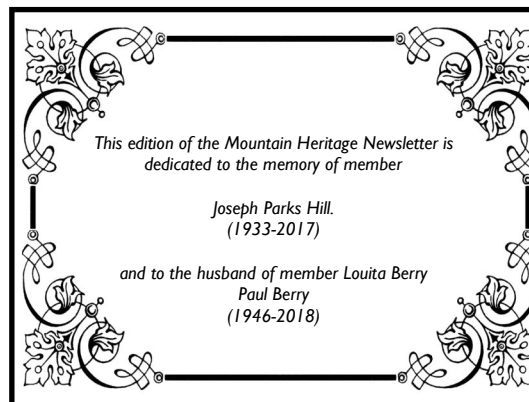 This edition of the Mountain Heritage Newsletter is
dedicated to the memory of member
Joseph Parks Hill.
(1933-2017)
and to the husband of member Louita Berry
Paul Berry
(1946-2018)